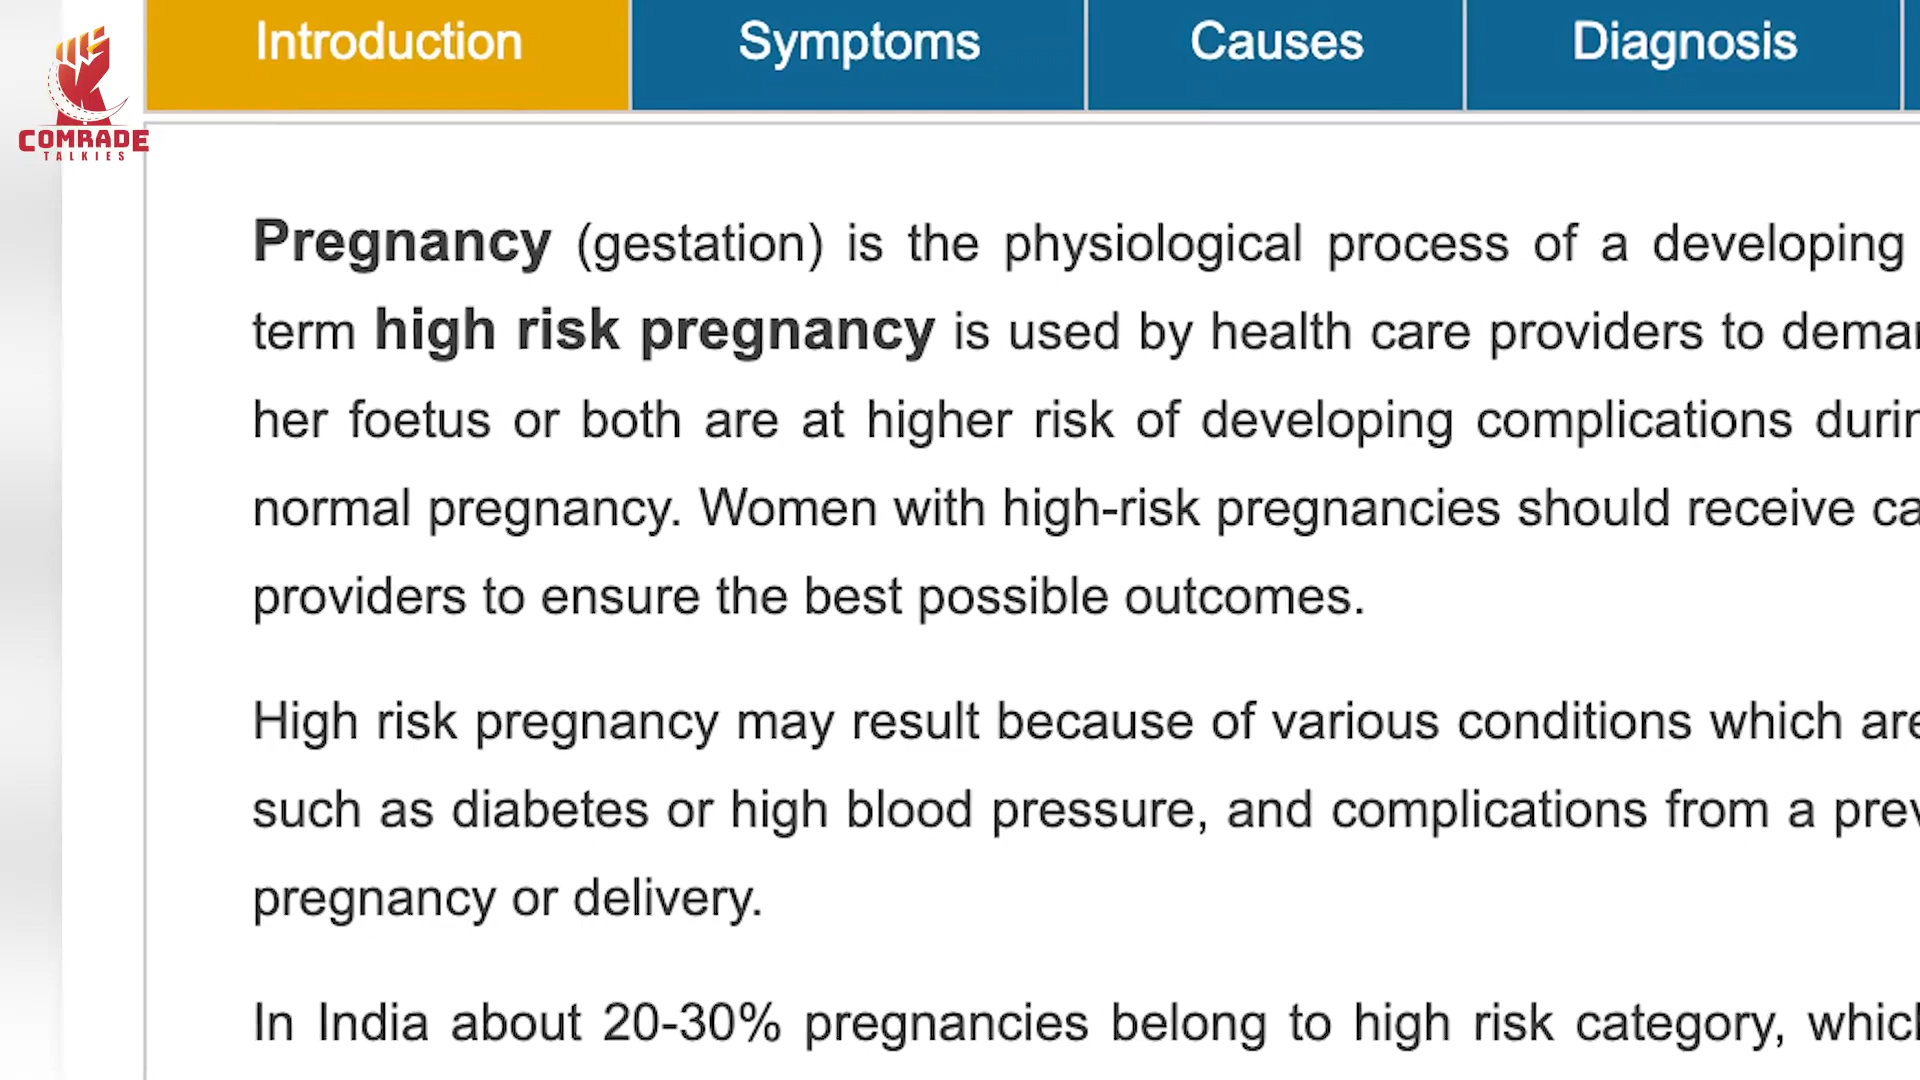 Introduction
Symptoms
Causes
Diagnosis
COMRADE
TALKIES
Pregnancy (gestation) is the physiological process of a developing
term high risk pregnancy is used by health care providers to
her foetus or both are at higher risk of developing complications
normal pregnancy. Women with high-risk pregnancies should receive
providers to ensure the best possible outcomes.
High risk pregnancy may result because of various conditions which
such as diabetes or high blood pressure, and complications from a
pregnancy or delivery.
In India about 20-30% pregnancies belong to high risk category,